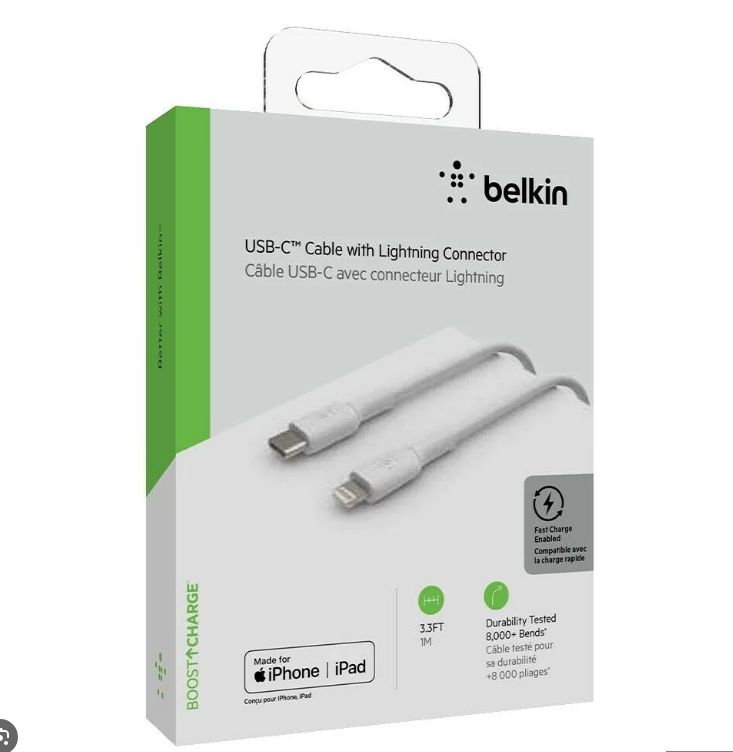 belkin
USB-C™ Cable with Lightning Connector
Câble USB-C avec connecteur Lightning
Better with Belkin™
Fast Charge
Enabled
Compatible avec
la charge rapide
BOOST↑CHARGE™
3.3FT
1M
Durability Tested
8,000+ Bends*
Câble testé pour
sa durabilité
+8 000 pliages*
Made for
iPhone | iPad
Conçu pour iPhone, iPad